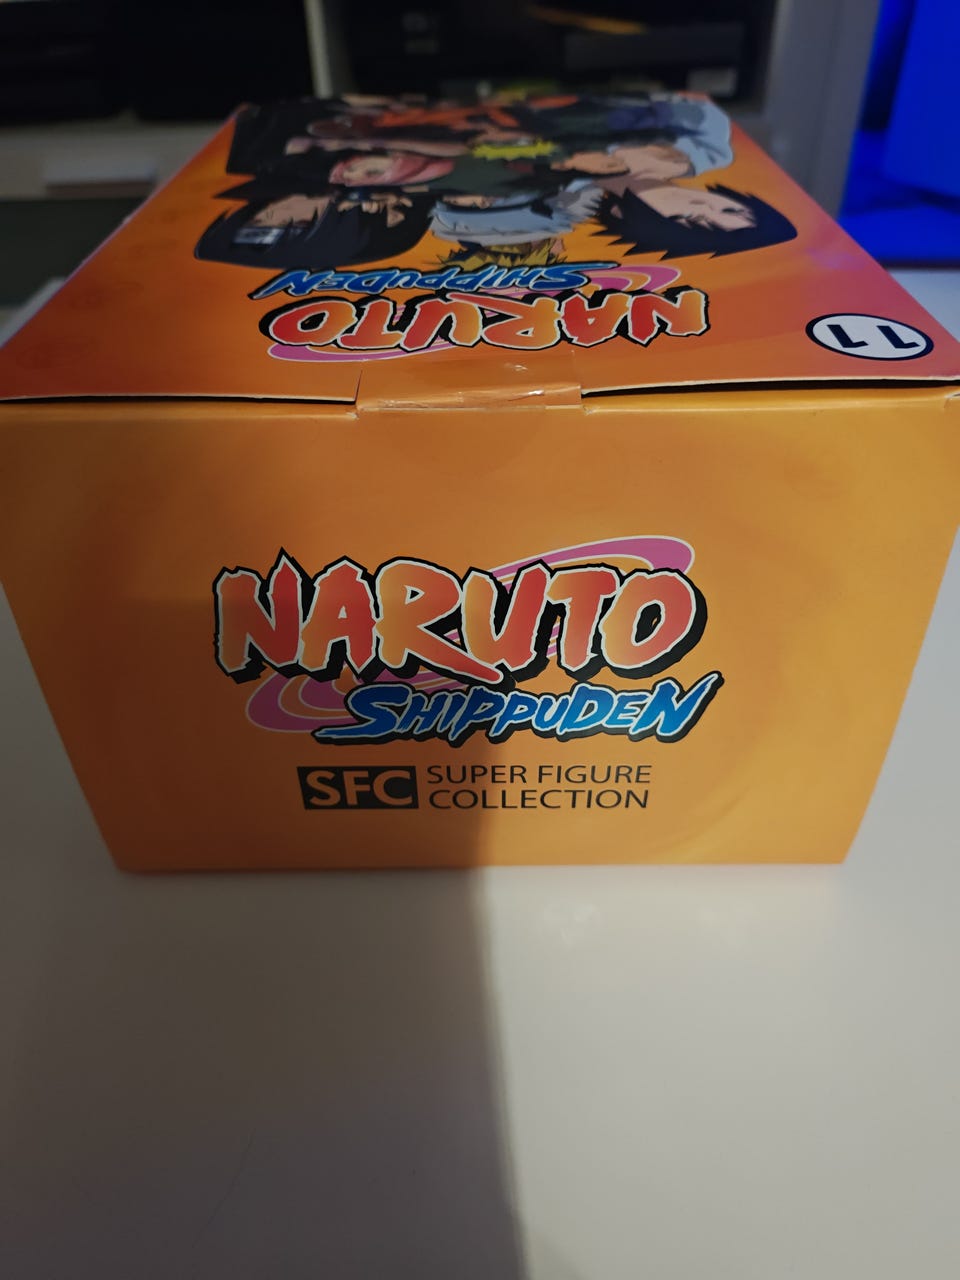 SHIPPUDEN
NARUTO
11
NARUTO
SHIPPUDEN
SFC SUPER FIGURE
COLLECTION